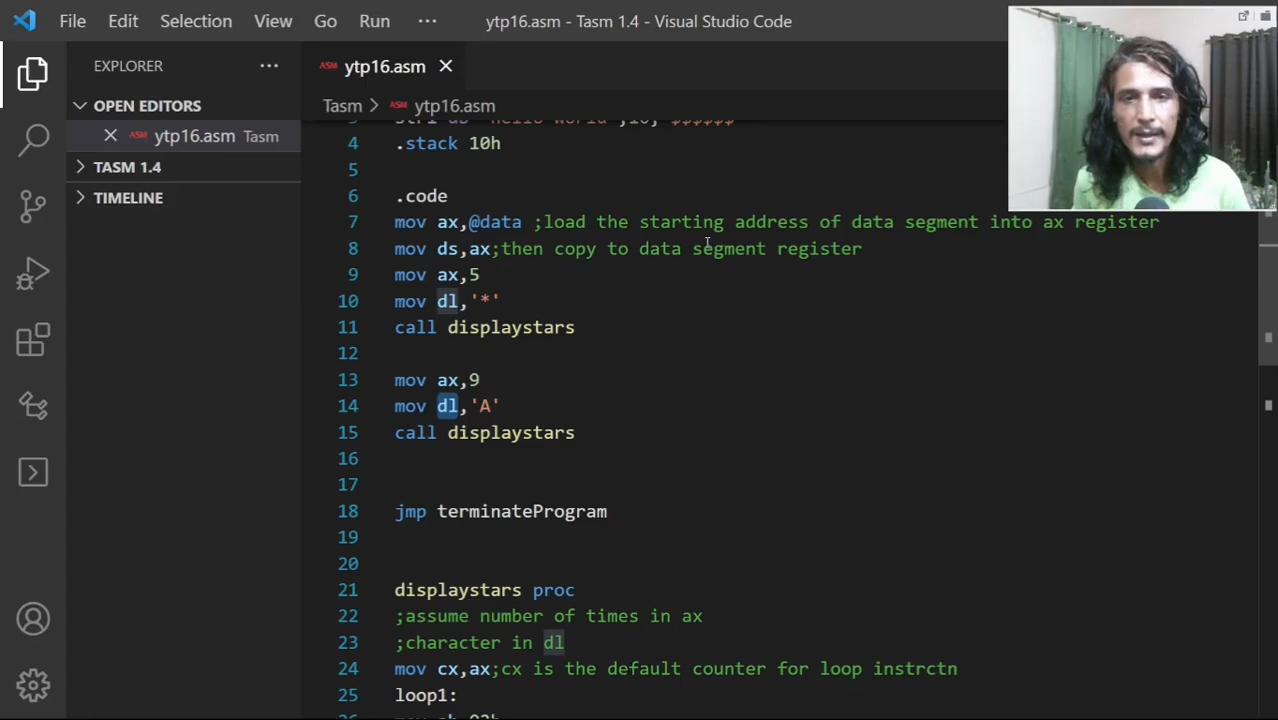 File Edit Selection View Go Run ··· ytp16.asm - Tasm 1.4 - Visual Studio Code
EXPLORER ···
ASM ytp16.asm
OPEN EDITORS
ASM ytp16.asm Tasm
TASM 1.4
TIMELINE
Tasm > ASM ytp16.asm
4 .stack 10h
5
6 .code
7 mov ax,@data ;load the starting address of data segment into ax register
8 mov ds,ax;then copy to data segment register
9 mov ax,5
10 mov dl,'*'
11 call displaystars
12
13 mov ax,9
14 mov dl,'A'
15 call displaystars
16
17
18 jmp terminateProgram
19
20
21 displaystars proc
22 ;assume number of times in ax
23 ;character in dl
24 mov cx,ax;cx is the default counter for loop instrctn
25 loop1: